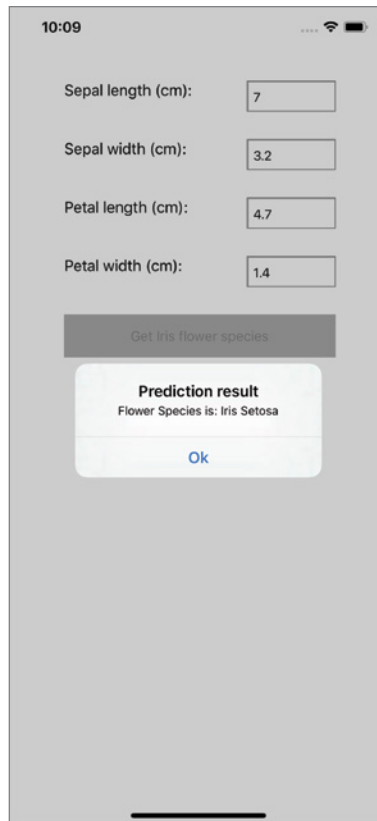 10:09
Sepal length (cm): 7
Sepal width (cm): 3.2
Petal length (cm): 4.7
Petal width (cm): 1.4
Get Iris flower species
Prediction result
Flower Species is: Iris Setosa
Ok